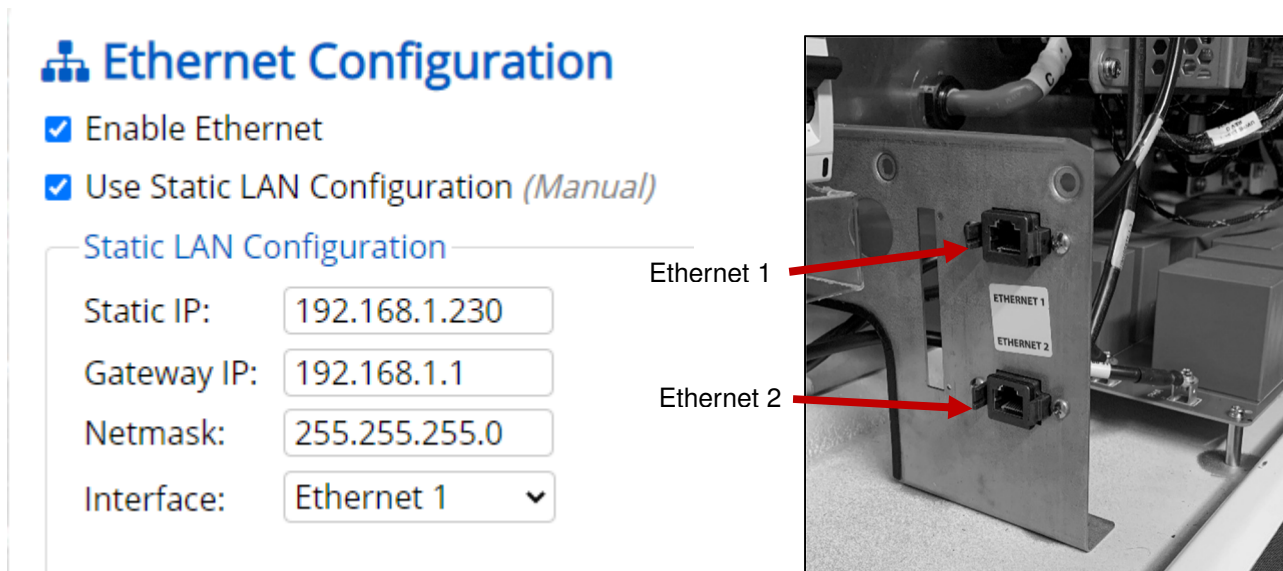 Ethernet Configuration
Enable Ethernet
Use Static LAN Configuration (Manual)
Static LAN Configuration
Static IP: 192.168.1.230
Gateway IP: 192.168.1.1
Netmask: 255.255.255.0
Interface: Ethernet 1
Ethernet 1
Ethernet 2
C
ETHERNET 1
ETHERNET 2